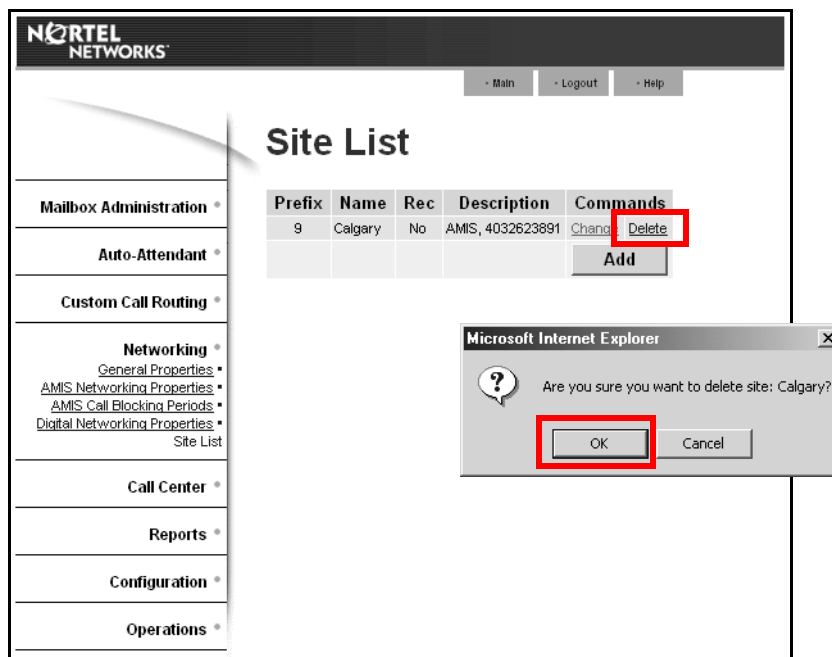 NORTEL
NETWORKS
Main
Logout
Help
Site List
Mailbox Administration
Auto-Attendant
Custom Call Routing
Networking
General Properties
AMIS Networking Properties
AMIS Call Blocking Periods
Digital Networking Properties
Site List
Call Center
Reports
Configuration
Operations
Prefix Name Rec Description Commands
9 Calgary No AMIS, 4032623891 Change Delete
Add
Microsoft Internet Explorer
Are you sure you want to delete site: Calgary?
OK Cancel